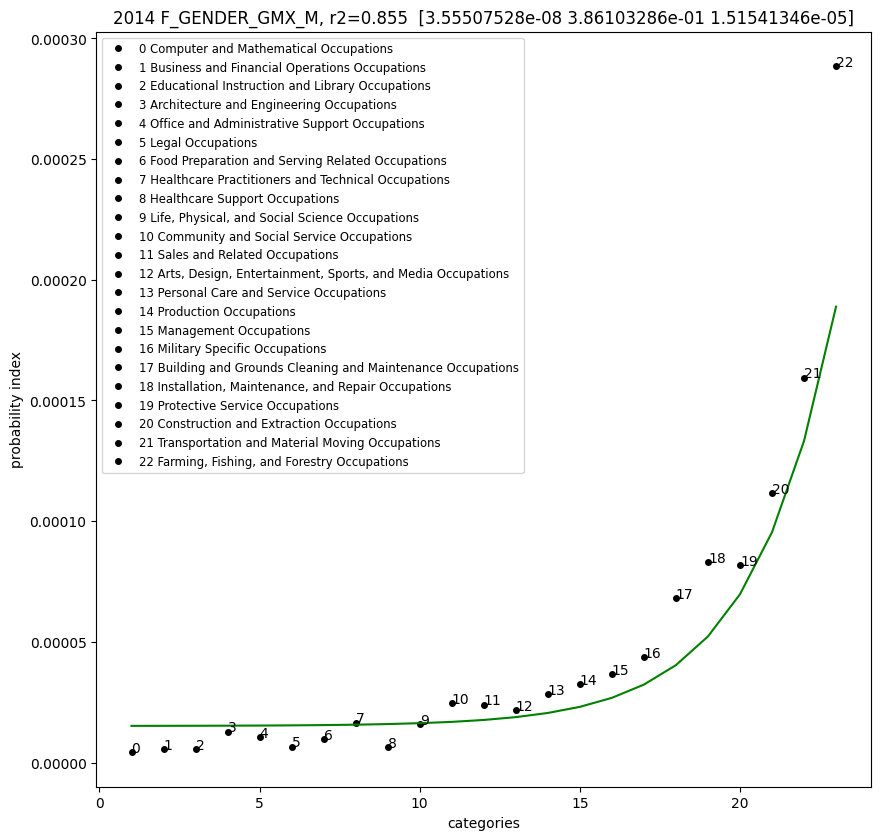 2014 F_GENDER_GMX_M, r2=0.855 [3.55507528e-08 3.86103286e-01 1.51541346e-05]
0.00030
0.00025
0.00020
0.00015
0.00010
0.00005
0.00000
probability index
0 Computer and Mathematical Occupations
1 Business and Financial Operations Occupations
2 Educational Instruction and Library Occupations
3 Architecture and Engineering Occupations
4 Office and Administrative Support Occupations
5 Legal Occupations
6 Food Preparation and Serving Related Occupations
7 Healthcare Practitioners and Technical Occupations
8 Healthcare Support Occupations
9 Life, Physical, and Social Science Occupations
10 Community and Social Service Occupations
11 Sales and Related Occupations
12 Arts, Design, Entertainment, Sports, and Media Occupations
13 Personal Care and Service Occupations
14 Production Occupations
15 Management Occupations
16 Military Specific Occupations
17 Building and Grounds Cleaning and Maintenance Occupations
18 Installation, Maintenance, and Repair Occupations
19 Protective Service Occupations
20 Construction and Extraction Occupations
21 Transportation and Material Moving Occupations
22 Farming, Fishing, and Forestry Occupations
0
1
2
3
4
5
6
7
8
9
10
11
12
13
14
15
16
17
18
19
20
21
22
0
5
10
15
20
categories